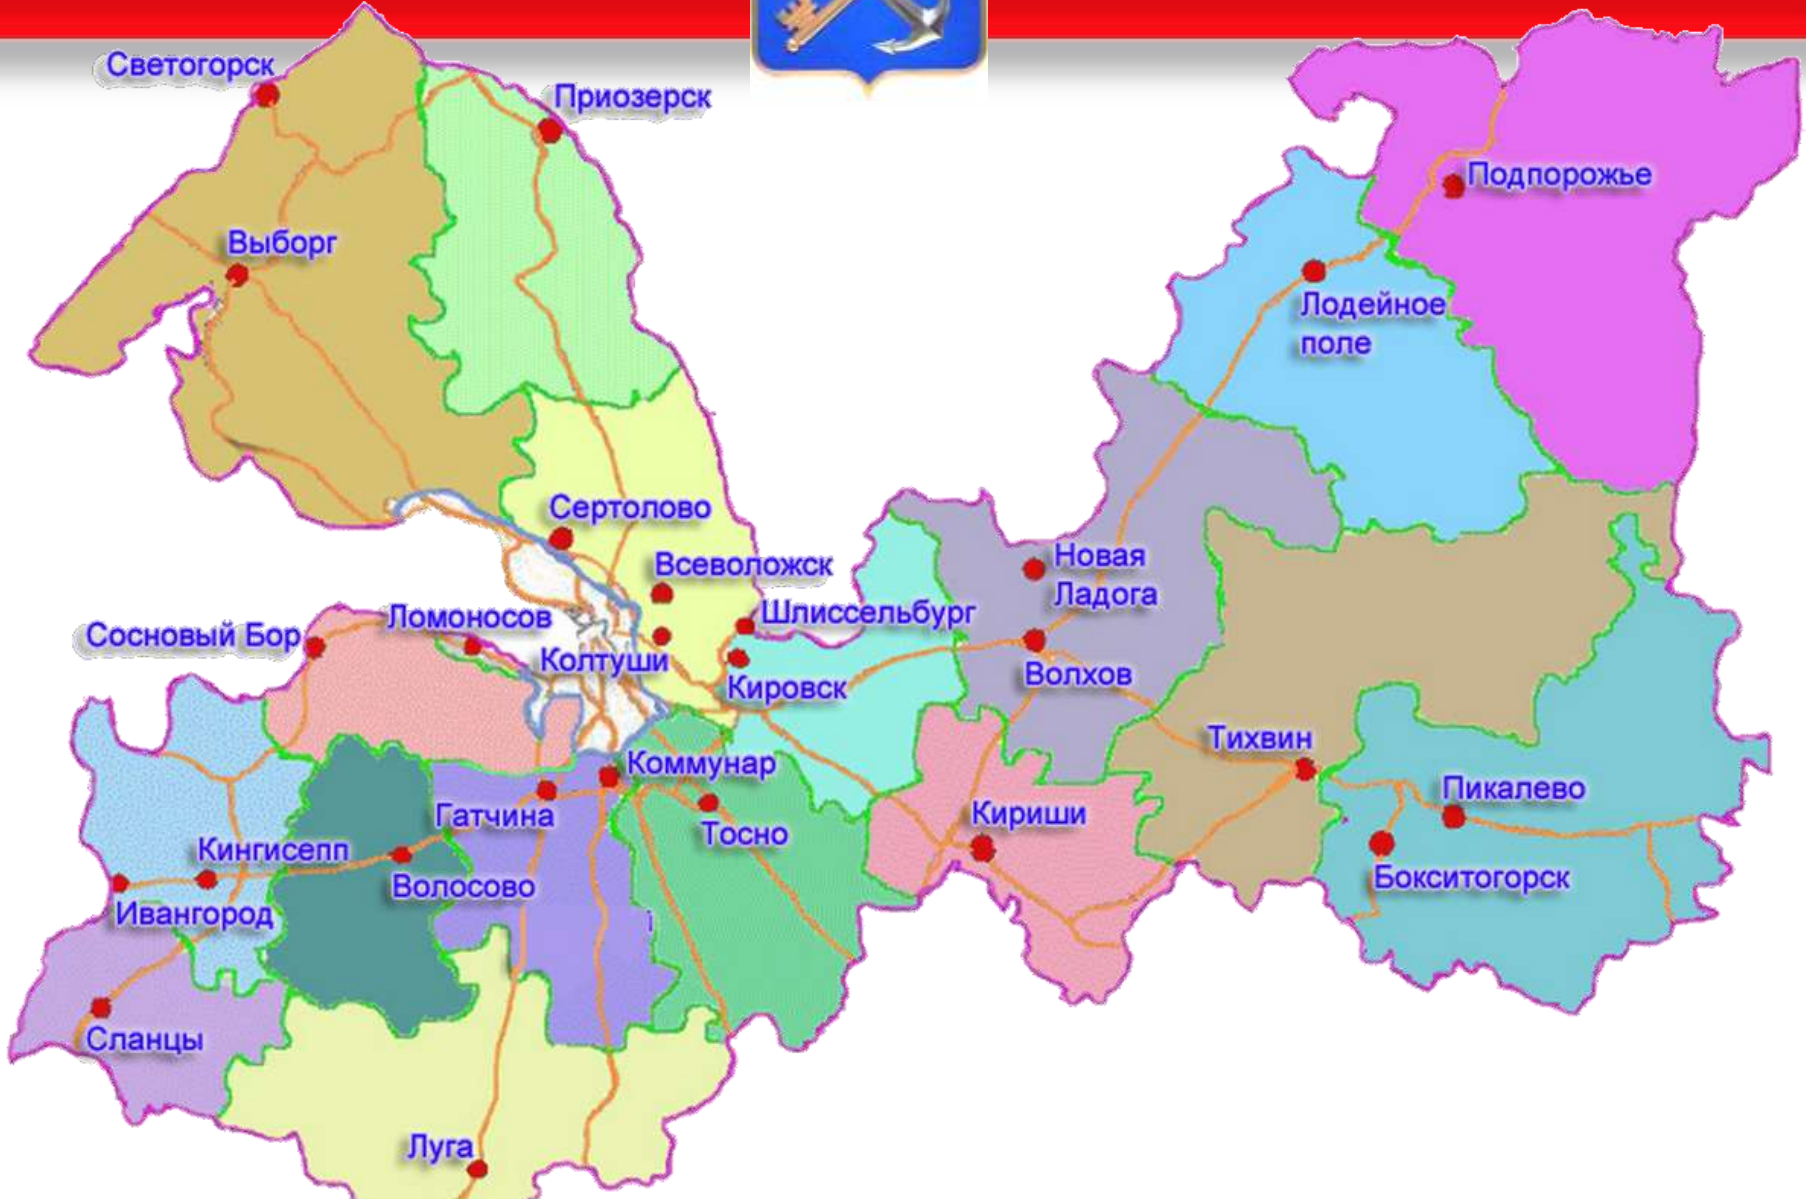 Светогорск
Приозерск
Подпорожье
Выборг
Лодейное
поле
Сертолово
Новая
Ладога
Всеволожск
Шлиссельбург
Ломоносов
Сосновый Бор
Колтуши
Кировск
Волхов
Тихвин
Коммунар
Пикалево
Гатчина
Тосно
Кириши
Кингисепп
Волосово
Бокситогорск
Ивангород
Сланцы
Луга